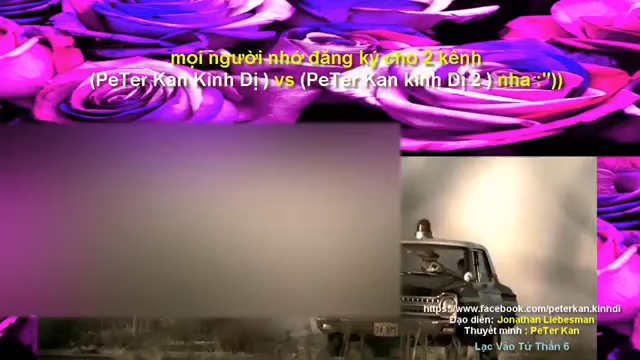 mọi người nhớ đăng ký cho 2 kênh
(PeTer Kan Kinh Dị ) vs (PeTer Kan kinh Dị 2 ) nha :"))
https://www.facebook.com/peterkan.kinhdi
Đạo diễn: Jonathan Liebesman
Thuyết minh : PeTer Kan
Lạc Vào Tử Thần 6